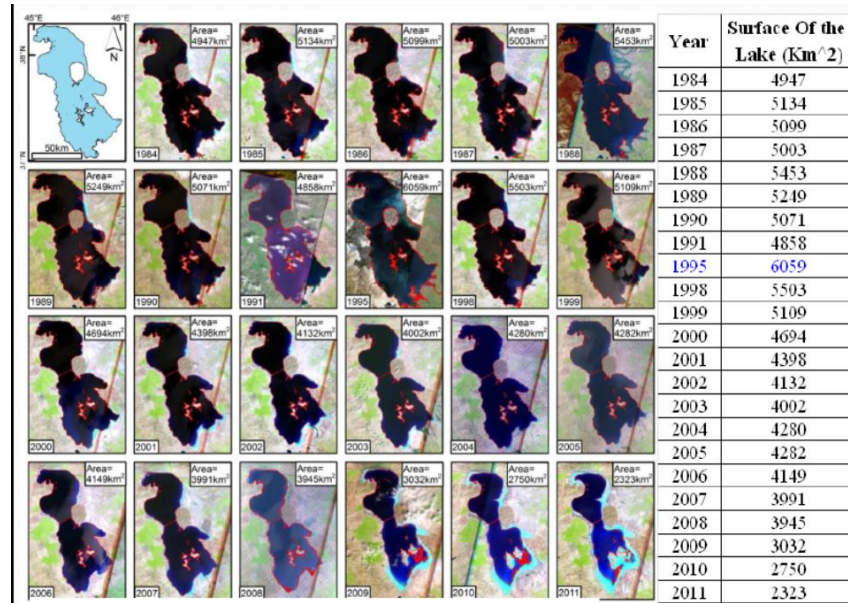 45°E 46°E
N
38°N
37°N
50km
Area=
4947km²
1984
Area=
5134km²
1985
Area=
5099km²
1986
Area=
5003km²
1987
Area=
5453km²
1988
Area=
5249km²
1989
Area=
5071km²
1990
Area=
4858km²
1991
Area=
6059km²
1995
Area=
5503km²
1998
Area=
5109km²
1999
Area=
4694km²
2000
Area=
4398km²
2001
Area=
4132km²
2002
Area=
4002km²
2003
Area=
4280km²
2004
Area=
4282km²
2005
Area=
4149km²
2006
Area=
3991km²
2007
Area=
3945km²
2008
Area=
3032km²
2009
Area=
2750km²
2010
Area=
2323km²
2011
Year Surface Of the
Lake (Km^2)
1984 4947
1985 5134
1986 5099
1987 5003
1988 5453
1989 5249
1990 5071
1991 4858
1995 6059
1998 5503
1999 5109
2000 4694
2001 4398
2002 4132
2003 4002
2004 4280
2005 4282
2006 4149
2007 3991
2008 3945
2009 3032
2010 2750
2011 2323